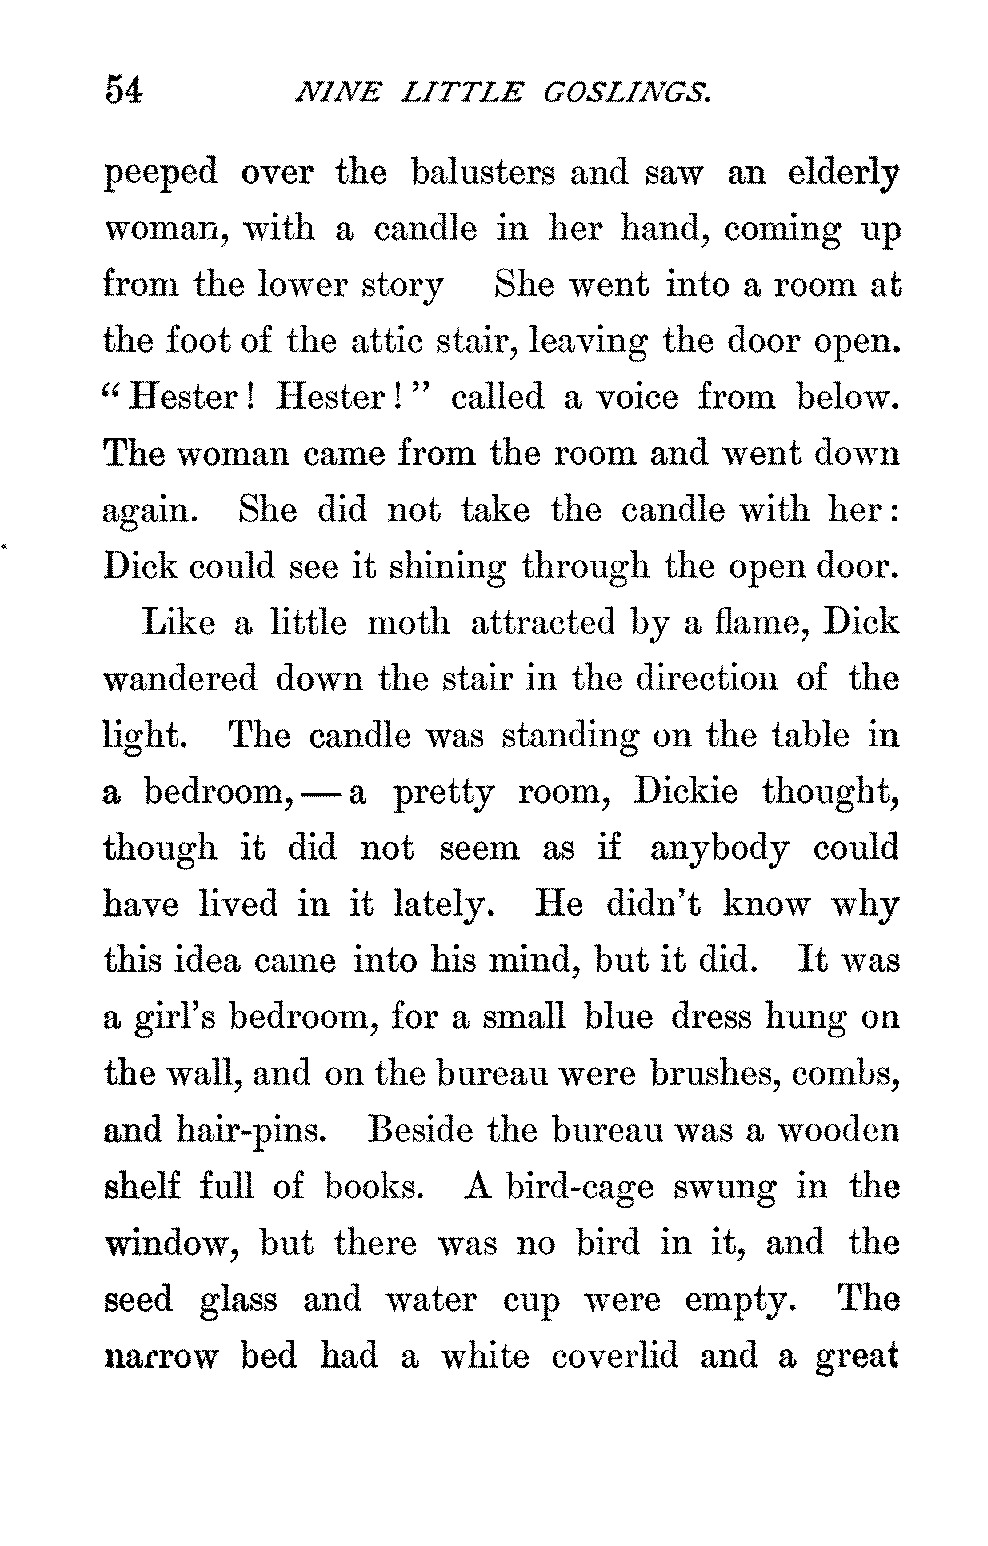 54 NINE LITTLE GOSLINGS.
peeped over the balusters and saw an elderly
woman, with a candle in her hand, coming up
from the lower story She went into a room at
the foot of the attic stair, leaving the door open.
“Hester! Hester!” called a voice from below.
The woman came from the room and went down
again. She did not take the candle with her:
Dick could see it shining through the open door.
Like a little moth attracted by a flame, Dick
wandered down the stair in the direction of the
light. The candle was standing on the table in
a bedroom,—a pretty room, Dickie thought,
though it did not seem as if anybody could
have lived in it lately. He didn’t know why
this idea came into his mind, but it did. It was
a girl’s bedroom, for a small blue dress hung on
the wall, and on the bureau were brushes, combs,
and hair-pins. Beside the bureau was a wooden
shelf full of books. A bird-cage swung in the
window, but there was no bird in it, and the
seed glass and water cup were empty. The
narrow bed had a white coverlid and a great